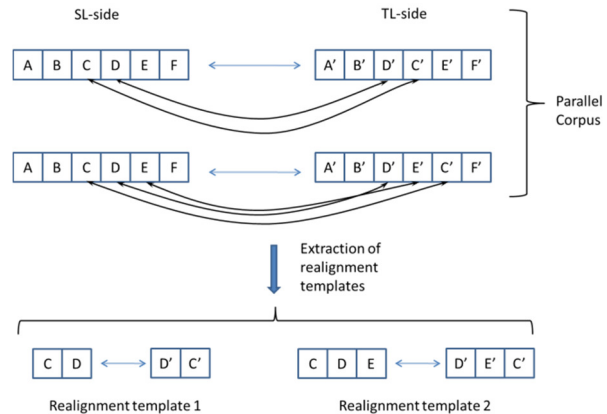 SL-side TL-side
A B C D E F A’ B’ D’ C’ E’ F’
Parallel
Corpus
A B C D E F A’ B’ D’ E’ C’ F’
Extraction of
realignment
templates
C D D’ C’ C D E D’ E’ C’
Realignment template 1 Realignment template 2